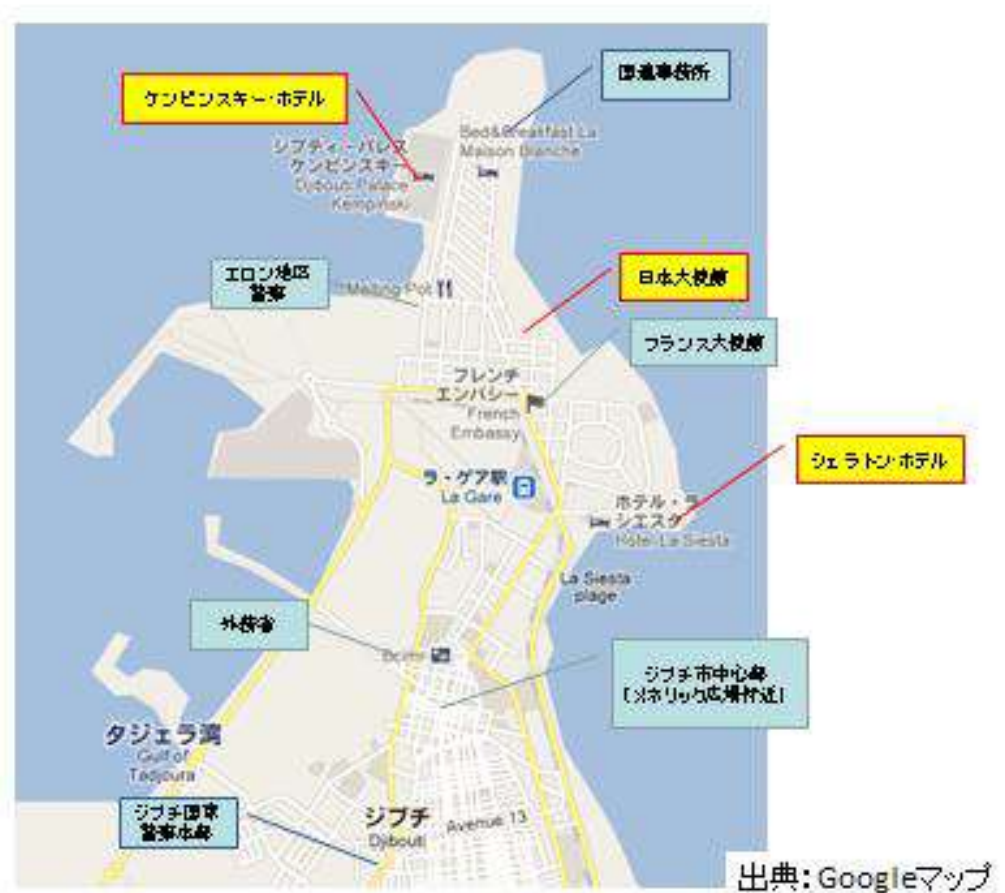 国連事務所
ケンピンスキー・ホテル
Bed&Breakfast La
Maison Blanche
ジブティ・パレス
ケンピンスキー
Djibouti Palace
Kempinski
エロン地区
警察
Melting Pot
日本大使館
フランス大使館
フレンチ
エンバシー
French
Embassy
シェラトン・ホテル
ラ・ゲア駅
La Gare
ホテル・ラ
シエスタ
Hotel La Siesta
La Siesta
plage
外務省
ジブチ市中心部
(メネリック広場付近)
タジェラ湾
Gulf of
Tadjoura
ジブチ国家
警察本部
ジブチ
Djibouti
Avenue 13
出典：Googleマップ